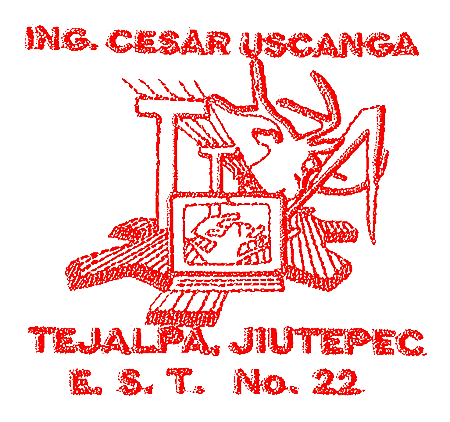 ING. CESAR USCANGA
TEJALPA, JIUTEPEC
E. S. T. No. 22